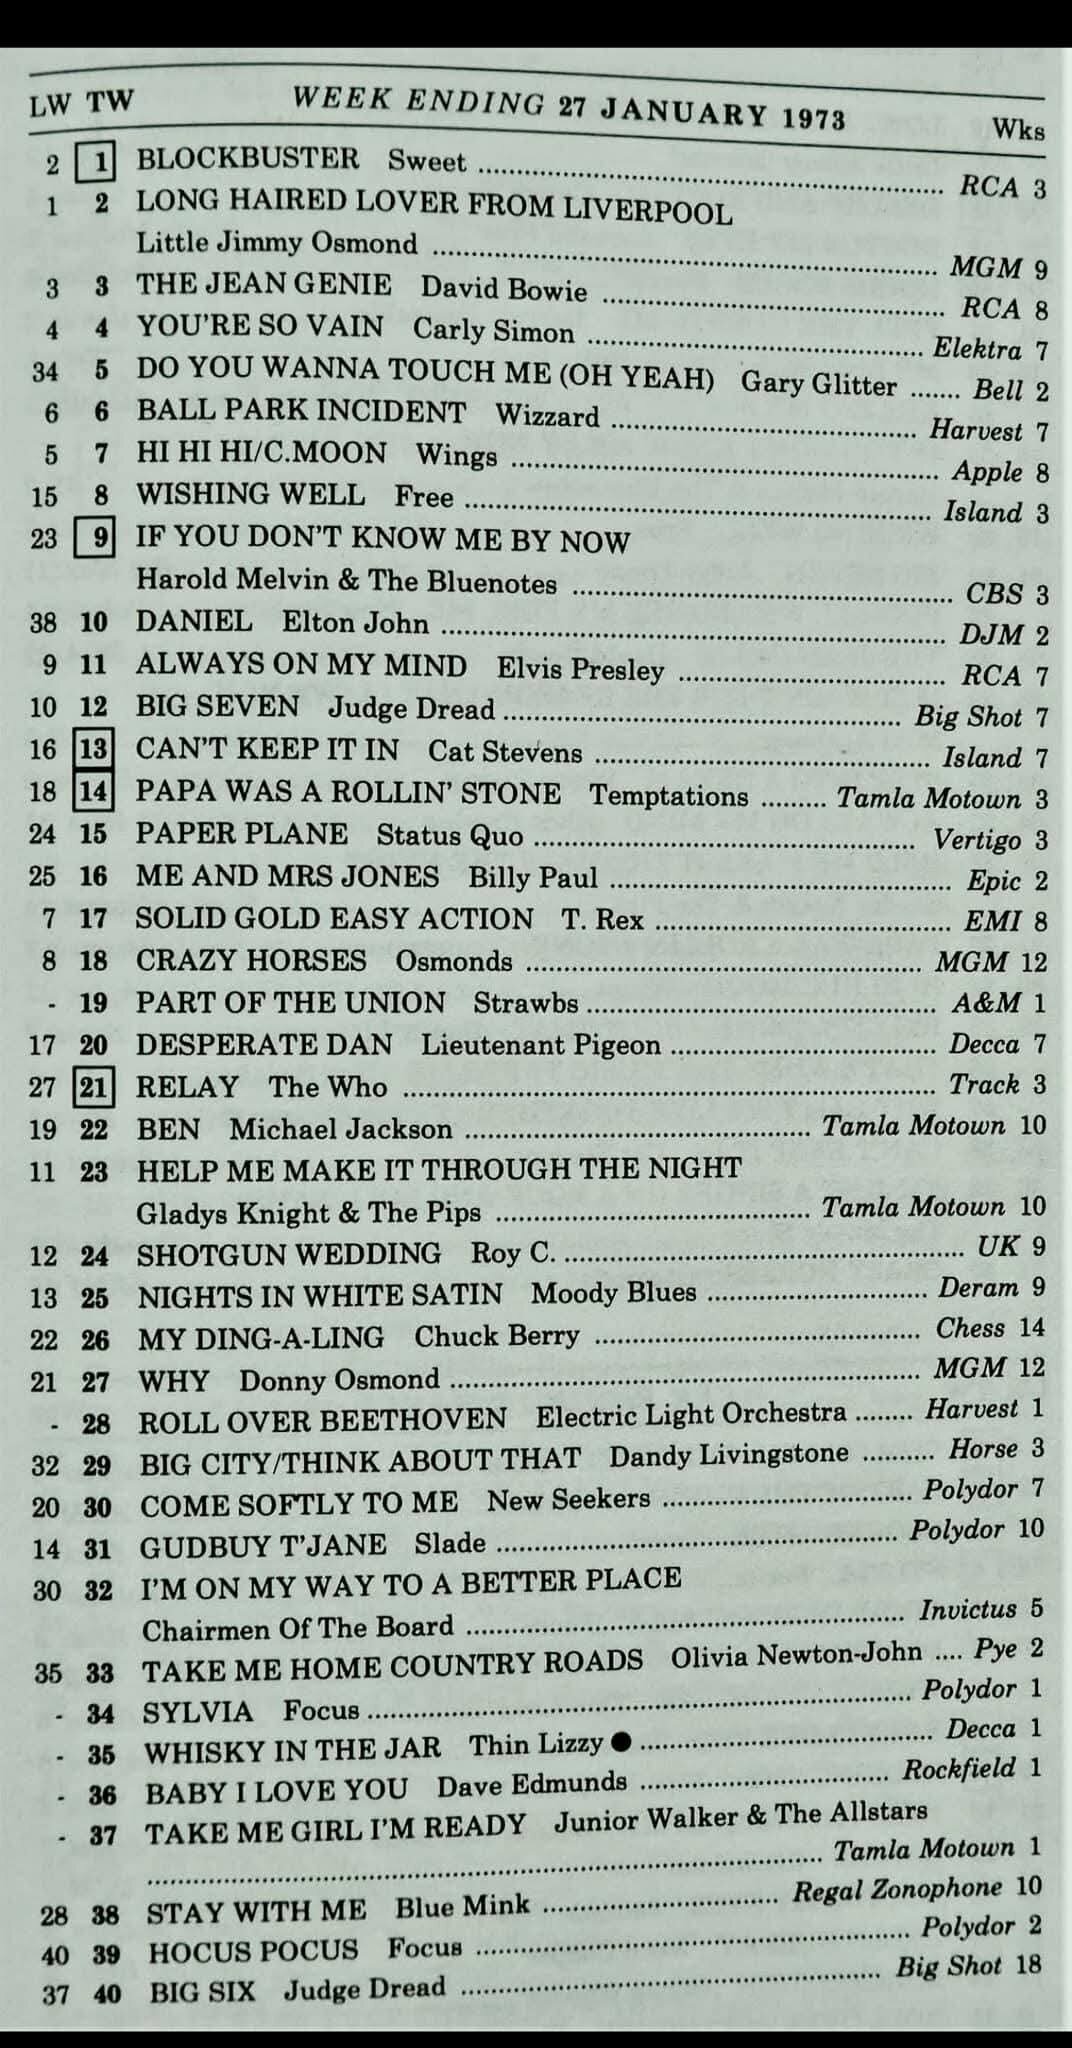 LW TW WEEK ENDING 27 JANUARY 1973 Wks
2 1 BLOCKBUSTER Sweet ........ RCA 3
1 2 LONG HAIRED LOVER FROM LIVERPOOL
Little Jimmy Osmond ........ MGM 9
3 3 THE JEAN GENIE David Bowie ........ RCA 8
4 4 YOU'RE SO VAIN Carly Simon ........ Elektra 7
34 5 DO YOU WANNA TOUCH ME (OH YEAH) Gary Glitter ....... Bell 2
6 6 BALL PARK INCIDENT Wizzard ........ Harvest 7
5 7 HI HI HI/C.MOON Wings ........ Apple 8
15 8 WISHING WELL Free ........ Island 3
23 9 IF YOU DON'T KNOW ME BY NOW
Harold Melvin & The Bluenotes ........ CBS 3
38 10 DANIEL Elton John ........ DJM 2
9 11 ALWAYS ON MY MIND Elvis Presley ........ RCA 7
10 12 BIG SEVEN Judge Dread ........ Big Shot 7
16 13 CAN'T KEEP IT IN Cat Stevens ........ Island 7
18 14 PAPA WAS A ROLLIN' STONE Temptations ......... Tamla Motown 3
24 15 PAPER PLANE Status Quo ........ Vertigo 3
25 16 ME AND MRS JONES Billy Paul ........ Epic 2
7 17 SOLID GOLD EASY ACTION T. Rex ........ EMI 8
8 18 CRAZY HORSES Osmonds ........ MGM 12
- 19 PART OF THE UNION Strawbs ........ A&M 1
17 20 DESPERATE DAN Lieutenant Pigeon ........ Decca 7
27 21 RELAY The Who ........ Track 3
19 22 BEN Michael Jackson ........ Tamla Motown 10
11 23 HELP ME MAKE IT THROUGH THE NIGHT
Gladys Knight & The Pips ........ Tamla Motown 10
12 24 SHOTGUN WEDDING Roy C. ........ UK 9
13 25 NIGHTS IN WHITE SATIN Moody Blues ........ Deram 9
22 26 MY DING-A-LING Chuck Berry ........ Chess 14
21 27 WHY Donny Osmond ........ MGM 12
- 28 ROLL OVER BEETHOVEN Electric Light Orchestra ........ Harvest 1
32 29 BIG CITY/THINK ABOUT THAT Dandy Livingstone .......... Horse 3
20 30 COME SOFTLY TO ME New Seekers ........ Polydor 7
14 31 GUDBUY T'JANE Slade ........ Polydor 10
30 32 I'M ON MY WAY TO A BETTER PLACE
Chairmen Of The Board ........ Invictus 5
35 33 TAKE ME HOME COUNTRY ROADS Olivia Newton-John .... Pye 2
- 34 SYLVIA Focus ........ Polydor 1
- 35 WHISKY IN THE JAR Thin Lizzy ● ........ Decca 1
- 36 BABY I LOVE YOU Dave Edmunds ........ Rockfield 1
- 37 TAKE ME GIRL I'M READY Junior Walker & The Allstars
........ Tamla Motown 1
28 38 STAY WITH ME Blue Mink ........ Regal Zonophone 10
40 39 HOCUS POCUS Focus ........ Polydor 2
37 40 BIG SIX Judge Dread ........ Big Shot 18